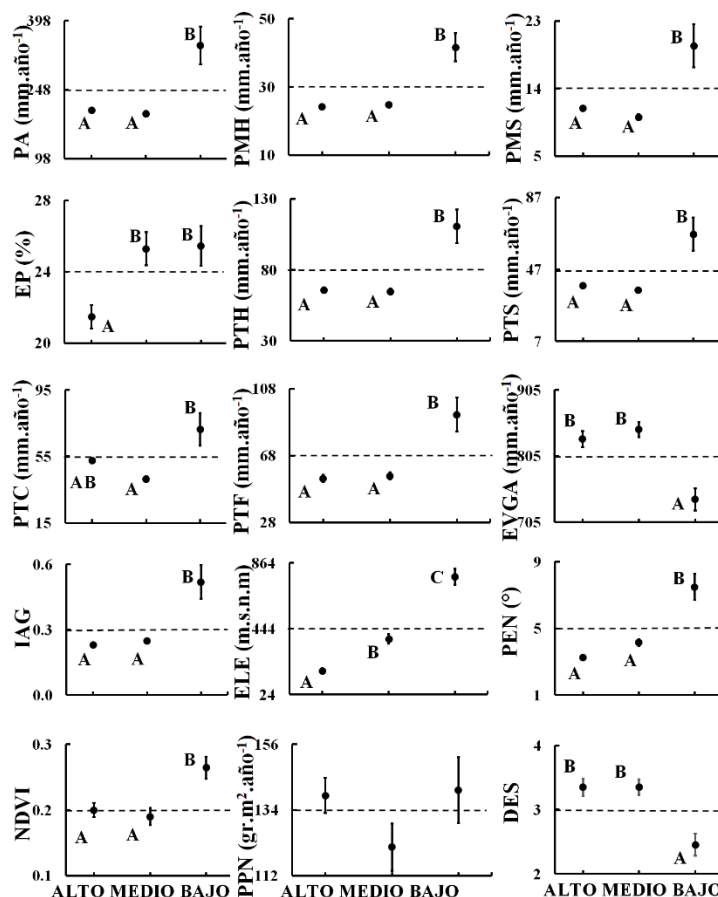 PA (mm.año-1)
398
248
98
A
A
B
PMH (mm.año-1)
50
30
10
A
A
B
PMS (mm.año-1)
23
14
5
A
A
B
EP (%)
28
24
20
A
B
B
PTH (mm.año-1)
130
80
30
A
A
B
PTS (mm.año-1)
87
47
7
A
A
B
PTC (mm.año-1)
95
55
15
AB
A
B
PTF (mm.año-1)
108
68
28
A
A
B
EVGA (mm.año-1)
905
805
705
B
B
A
IAG
0.6
0.3
0.0
A
A
B
ELE (m.s.n.m)
864
444
24
A
B
C
PEN (°)
9
5
1
A
A
B
NDVI
0.3
0.2
0.1
A
A
B
ALTO MEDIO BAJO
PPN (gr.m².año-1)
156
134
112
ALTO MEDIO BAJO
DES
4
3
2
B
B
A
ALTO MEDIO BAJO